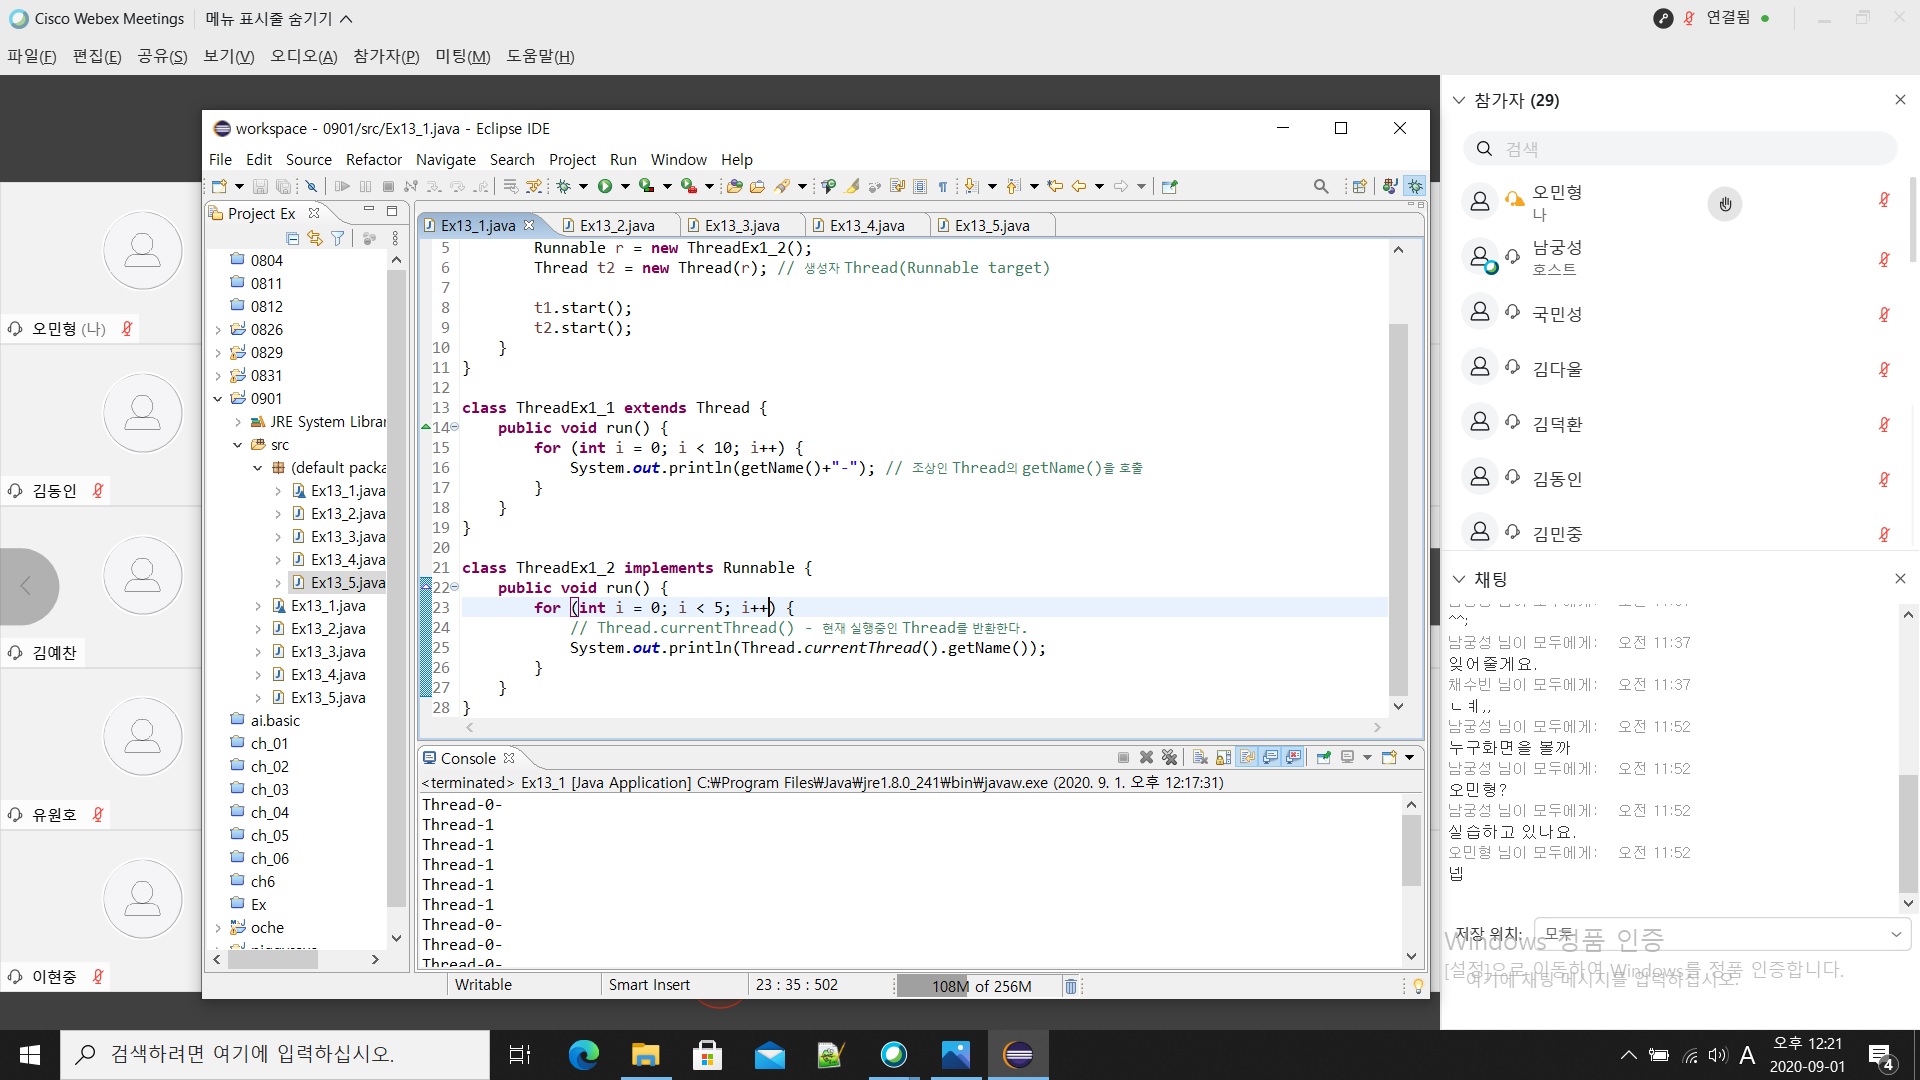 Cisco Webex Meetings
메뉴 표시줄 숨기기
연결됨
파일(F) 편집(E) 공유(S) 보기(V) 오디오(A) 참가자(P) 미팅(M) 도움말(H)
오민형 (나)
김동인
김예찬
유원호
이현중
workspace - 0901/src/Ex13_1.java - Eclipse IDE
File Edit Source Refactor Navigate Search Project Run Window Help
Project Ex
0804
0811
0812
0826
0829
0831
0901
JRE System Librar
src
(default packa
Ex13_1.java
Ex13_2.java
Ex13_3.java
Ex13_4.java
Ex13_5.java
Ex13_1.java
Ex13_2.java
Ex13_3.java
Ex13_4.java
Ex13_5.java
ai.basic
ch_01
ch_02
ch_03
ch_04
ch_05
ch_06
ch6
Ex
oche
Ex13_1.java Ex13_2.java Ex13_3.java Ex13_4.java Ex13_5.java
5 Runnable r = new ThreadEx1_2();
6 Thread t2 = new Thread(r); // 생성자 Thread(Runnable target)
7
8 t1.start();
9 t2.start();
10 }
11 }
12
13 class ThreadEx1_1 extends Thread {
14 public void run() {
15 for (int i = 0; i < 10; i++) {
16 System.out.println(getName()+"-"); // 조상인 Thread의 getName()을 호출
17 }
18 }
19 }
20
21 class ThreadEx1_2 implements Runnable {
22 public void run() {
23 for (int i = 0; i < 5; i++) {
24 // Thread.currentThread() - 현재 실행중인 Thread를 반환한다.
25 System.out.println(Thread.currentThread().getName());
26 }
27 }
28 }
Console
<terminated> Ex13_1 [Java Application] C:₩Program Files₩Java₩jre1.8.0_241₩bin₩javaw.exe (2020. 9. 1. 오후 12:17:31)
Thread-0-
Thread-1
Thread-1
Thread-1
Thread-1
Thread-1
Thread-0-
Thread-0-
Thread-0-
Writable
Smart Insert
23 : 35 : 502
108M of 256M
참가자 (29)
검색
오민형
나
남궁성
호스트
국민성
김다울
김덕환
김동인
김민중
채팅
^^;
남궁성 님이 모두에게: 오전 11:37
잊어줄게요.
채수빈 님이 모두에게: 오전 11:37
ㄴㅖ,,
남궁성 님이 모두에게: 오전 11:52
누구화면을 볼까
남궁성 님이 모두에게: 오전 11:52
오민형?
남궁성 님이 모두에게: 오전 11:52
실습하고 있나요.
오민형 님이 모두에게: 오전 11:52
넵
저장 위치: 모두
Windows 정품 인증
[설정]으로 이동하여 Windows를 정품 인증합니다.
여기에 채팅 메시지를 입력하십시오.
검색하려면 여기에 입력하십시오.
A
오후 12:21
2020-09-01
4